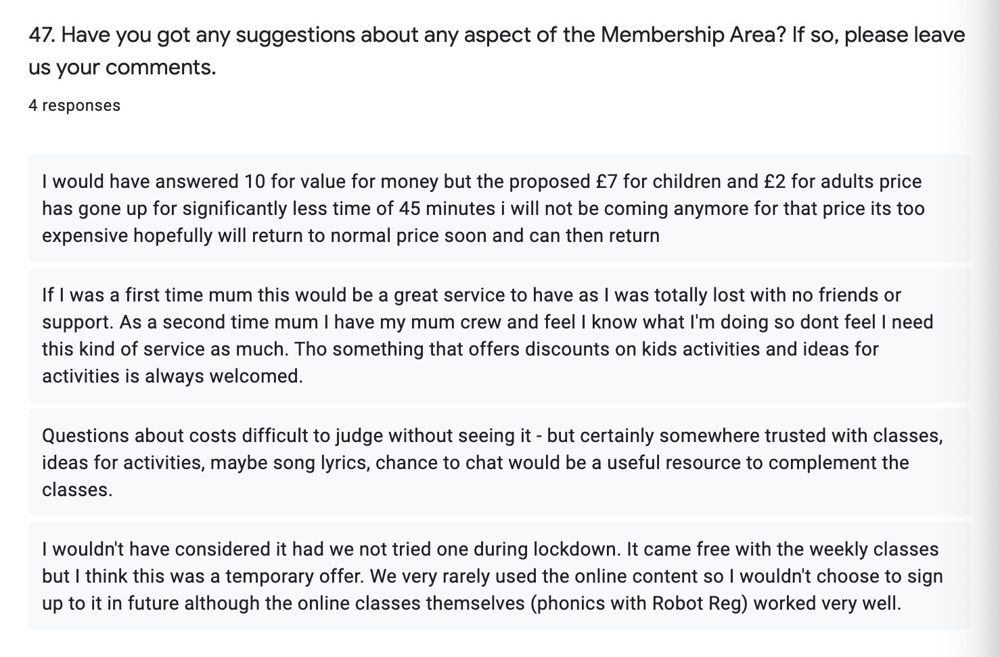 47. Have you got any suggestions about any aspect of the Membership Area? If so, please leave
us your comments.
4 responses
I would have answered 10 for value for money but the proposed £7 for children and £2 for adults price
has gone up for significantly less time of 45 minutes i will not be coming anymore for that price its too
expensive hopefully will return to normal price soon and can then return
If I was a first time mum this would be a great service to have as I was totally lost with no friends or
support. As a second time mum I have my mum crew and feel I know what I'm doing so dont feel I need
this kind of service as much. Tho something that offers discounts on kids activities and ideas for
activities is always welcomed.
Questions about costs difficult to judge without seeing it - but certainly somewhere trusted with classes,
ideas for activities, maybe song lyrics, chance to chat would be a useful resource to complement the
classes.
I wouldn't have considered it had we not tried one during lockdown. It came free with the weekly classes
but I think this was a temporary offer. We very rarely used the online content so I wouldn't choose to sign
up to it in future although the online classes themselves (phonics with Robot Reg) worked very well.